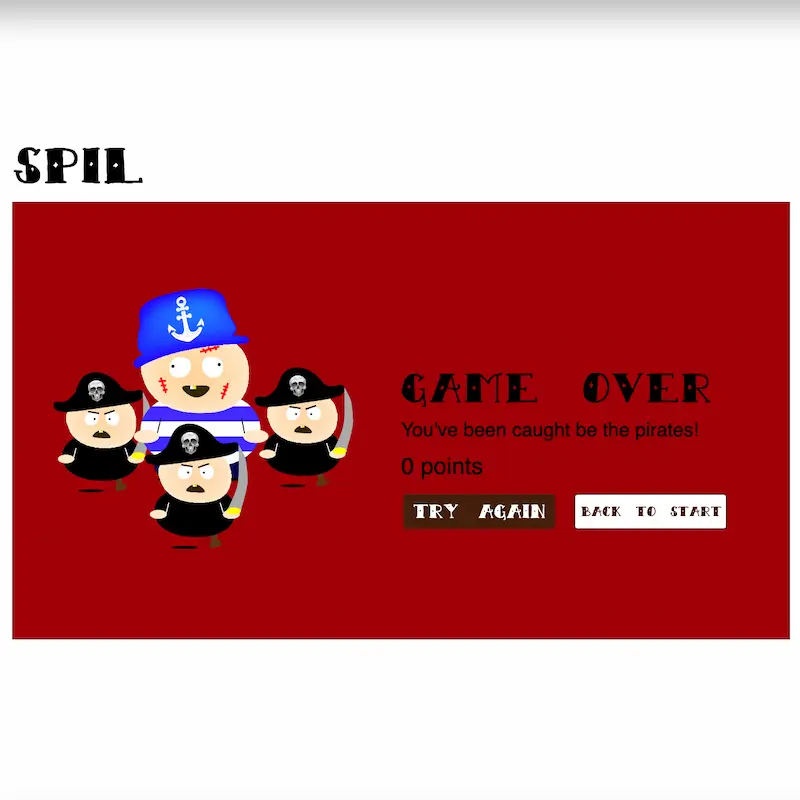 SPIL
GAME OVER
You've been caught be the pirates!
0 points
TRY AGAIN
BACK TO START